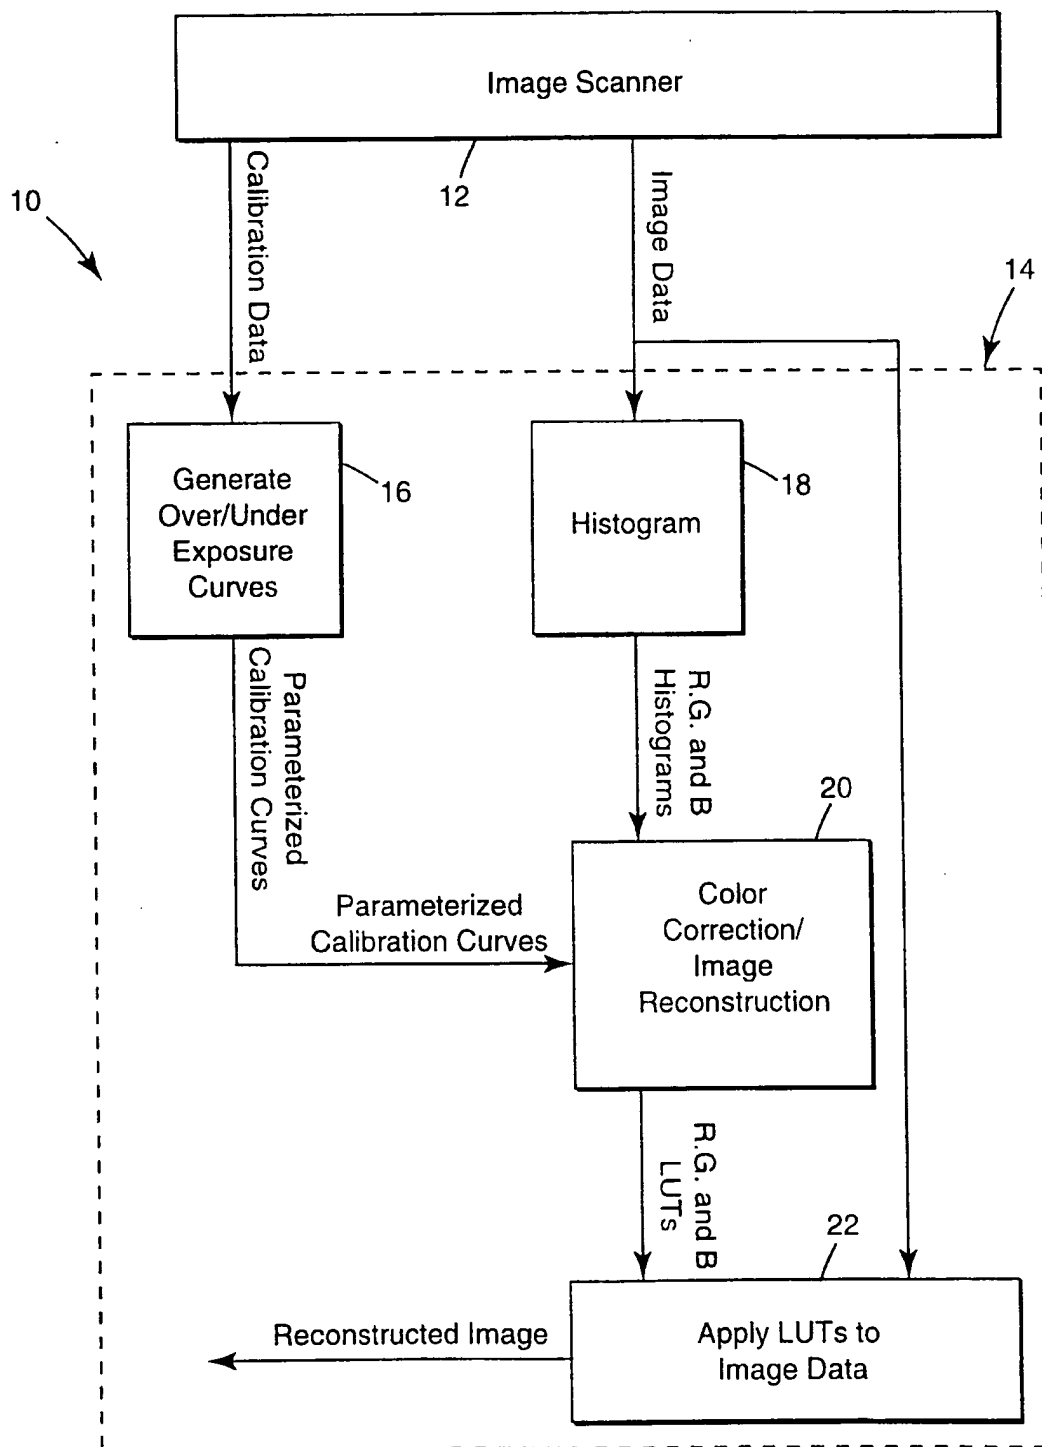 Image Scanner
12
10
Calibration Data
Image Data
14
Generate
Over/Under
Exposure
Curves
16
Histogram
18
Parameterized
Calibration Curves
R.G. and B
Histograms
20
Parameterized
Calibration Curves
Color
Correction/
Image
Reconstruction
R.G. and B
LUTs
22
Reconstructed Image
Apply LUTs to
Image Data